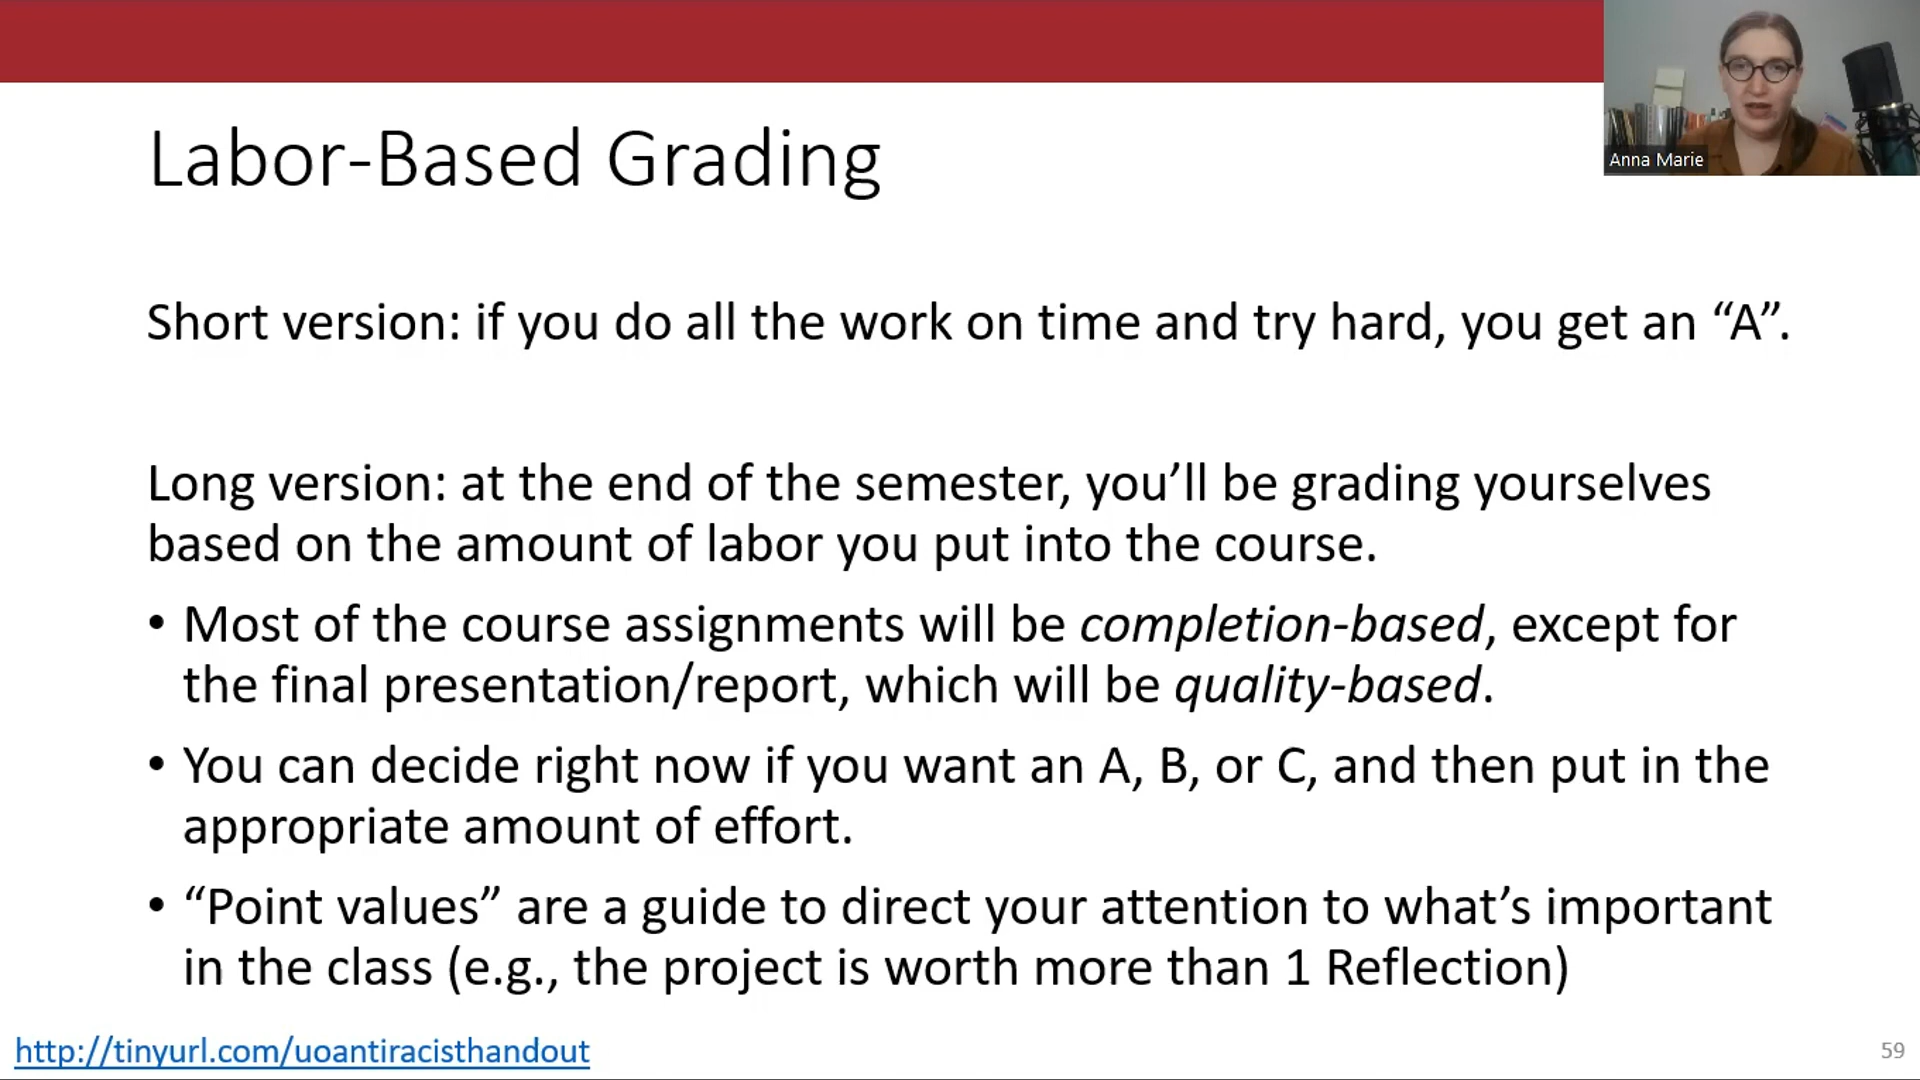 Anna Marie
Labor-Based Grading
Short version: if you do all the work on time and try hard, you get an “A”.
Long version: at the end of the semester, you’ll be grading yourselves
based on the amount of labor you put into the course.
• Most of the course assignments will be completion-based, except for
the final presentation/report, which will be quality-based.
• You can decide right now if you want an A, B, or C, and then put in the
appropriate amount of effort.
• “Point values” are a guide to direct your attention to what’s important
in the class (e.g., the project is worth more than 1 Reflection)
http://tinyurl.com/uoantiracisthandout
59